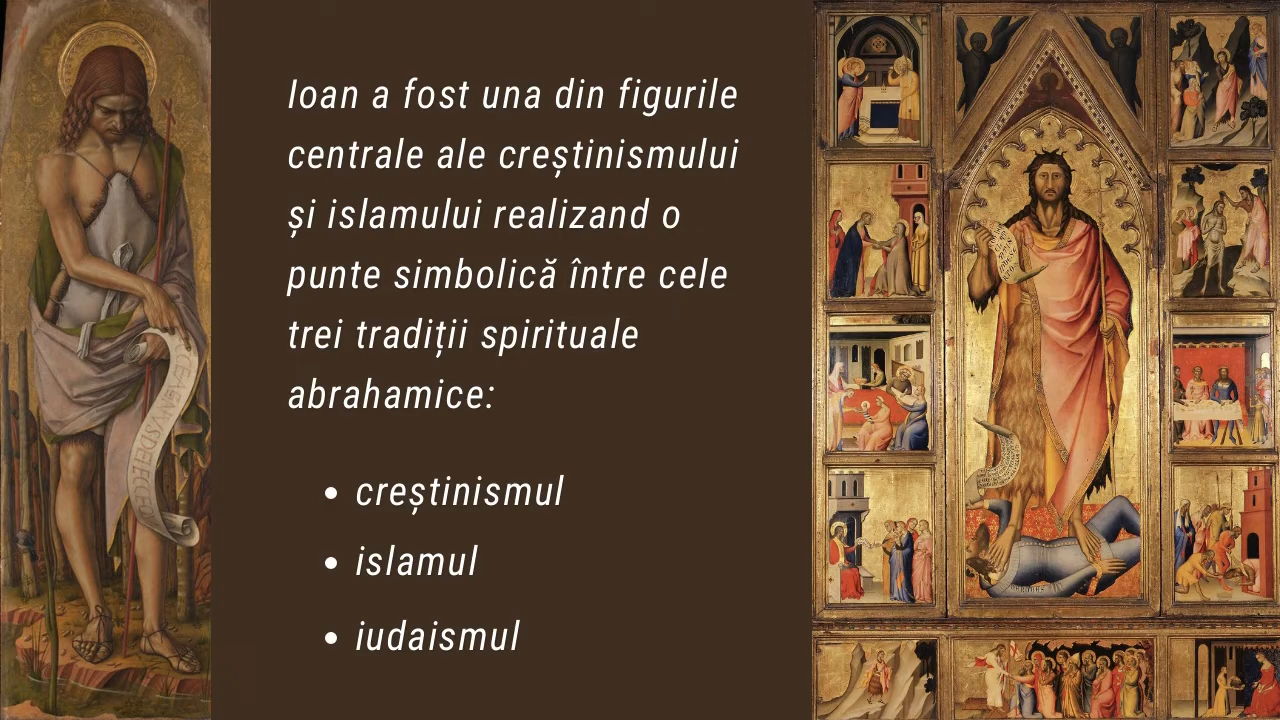 Ioan a fost una din figurile
centrale ale creștinismului
și islamului realizand o
punte simbolică între cele
trei tradiții spirituale
abrahamice:
• creștinismul
• islamul
• iudaismul